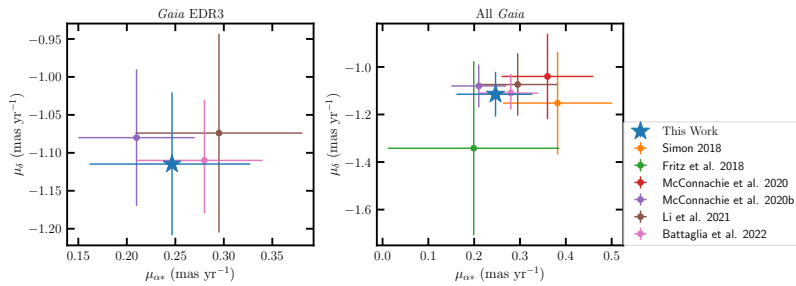 Gaia EDR3
−0.95
−1.00
−1.05
−1.10
−1.15
−1.20
μδ (mas yr⁻¹)
0.15 0.20 0.25 0.30 0.35
μα∗ (mas yr⁻¹)
All Gaia
−1.0
−1.2
−1.4
−1.6
μδ (mas yr⁻¹)
0.0 0.1 0.2 0.3 0.4 0.5
μα∗ (mas yr⁻¹)
This Work
Simon 2018
Fritz et al. 2018
McConnachie et al. 2020
McConnachie et al. 2020b
Li et al. 2021
Battaglia et al. 2022